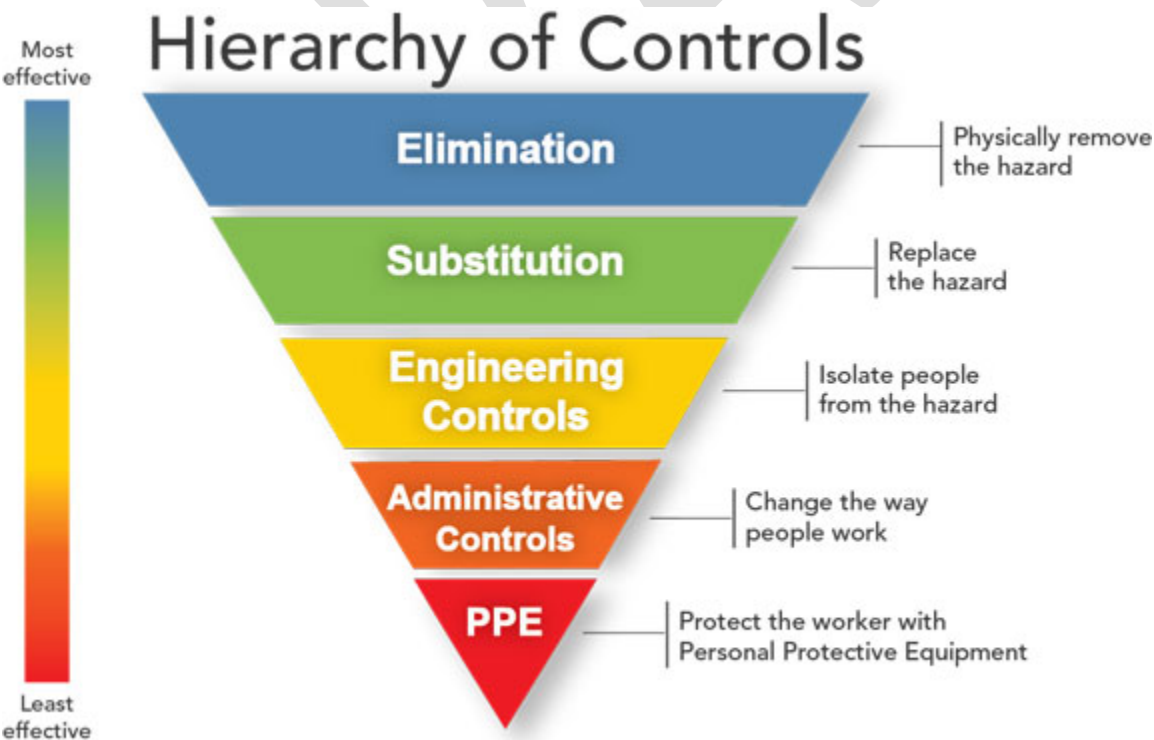 Hierarchy of Controls
Most
effective
Elimination
Physically remove
the hazard
Substitution
Replace
the hazard
Engineering
Controls
Isolate people
from the hazard
Administrative
Controls
Change the way
people work
PPE
Protect the worker with
Personal Protective Equipment
Least
effective